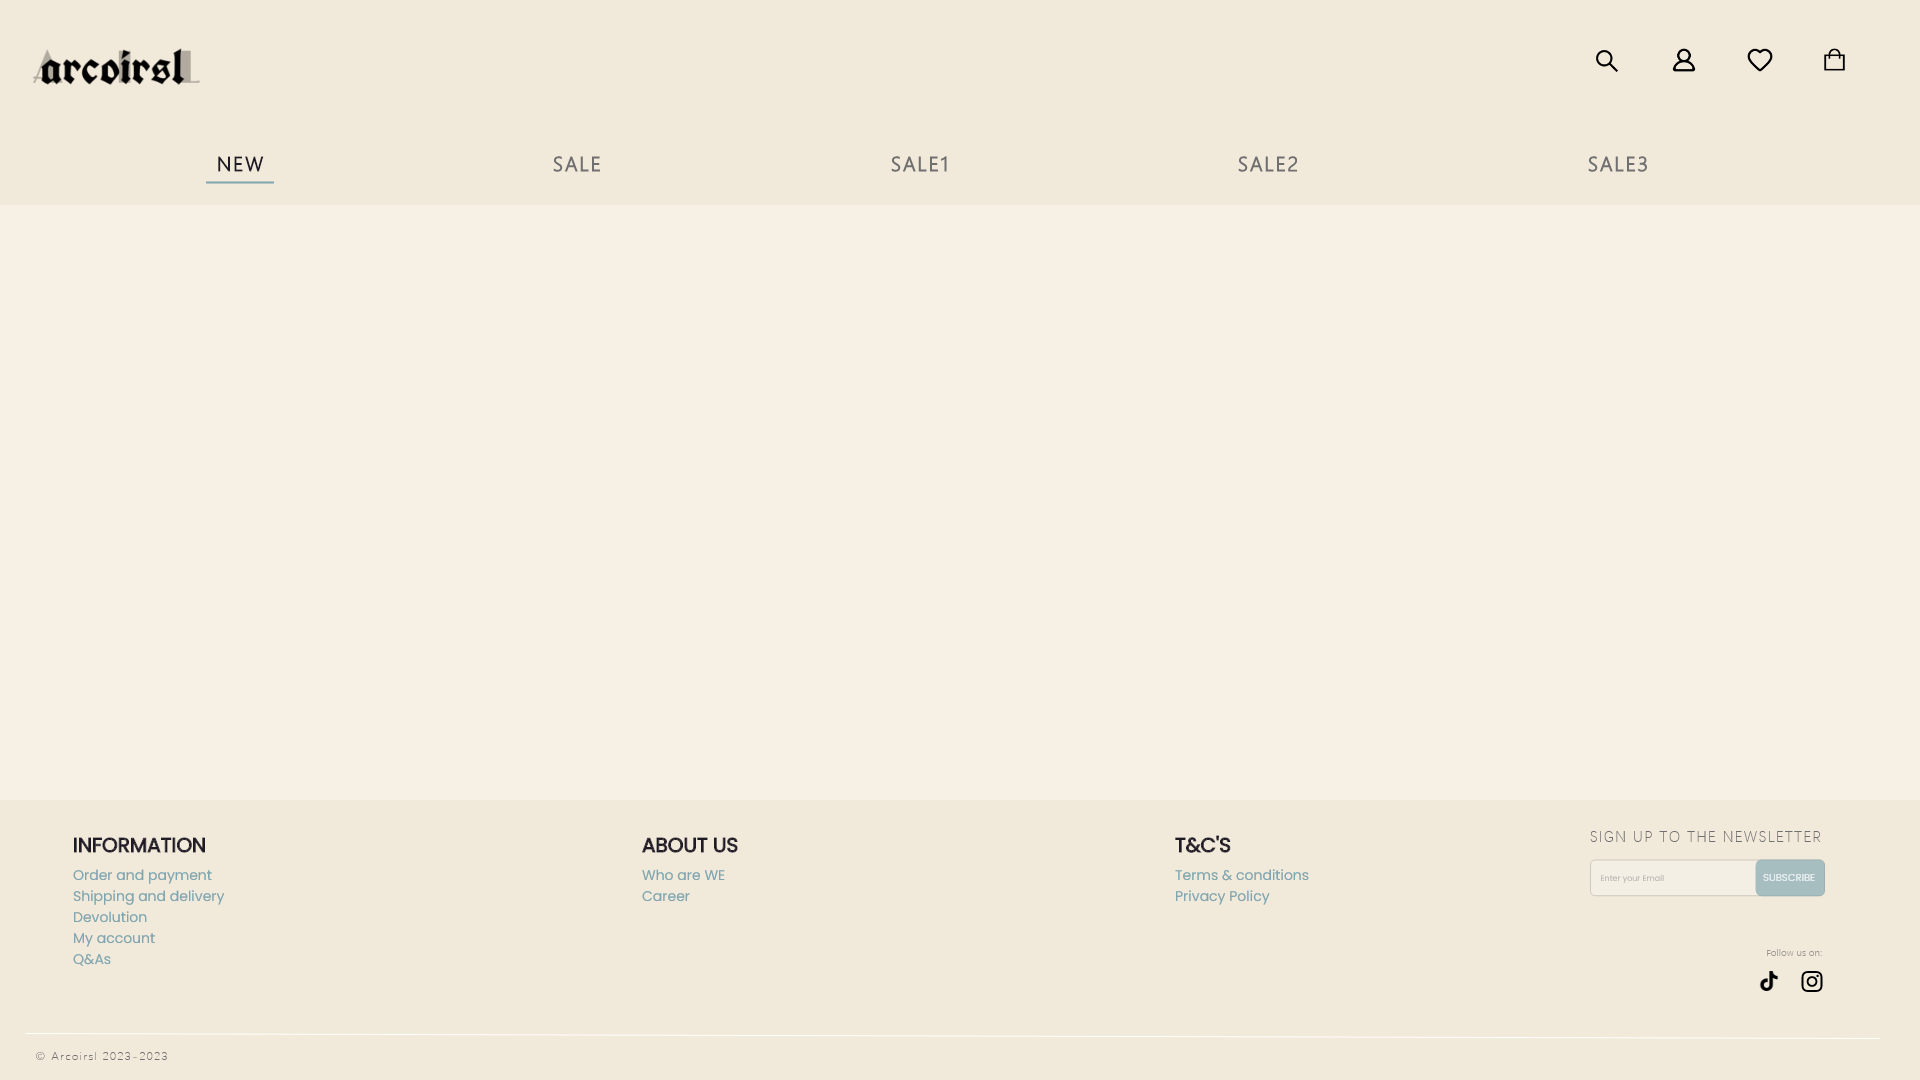 arcoirsl
NEW
SALE
SALE1
SALE2
SALE3
INFORMATION
Order and payment
Shipping and delivery
Devolution
My account
Q&As
ABOUT US
Who are WE
Career
T&C'S
Terms & conditions
Privacy Policy
SIGN UP TO THE NEWSLETTER
Enter your Email
SUBSCRIBE
Follow us on:
© Arcoirsl 2023-2023